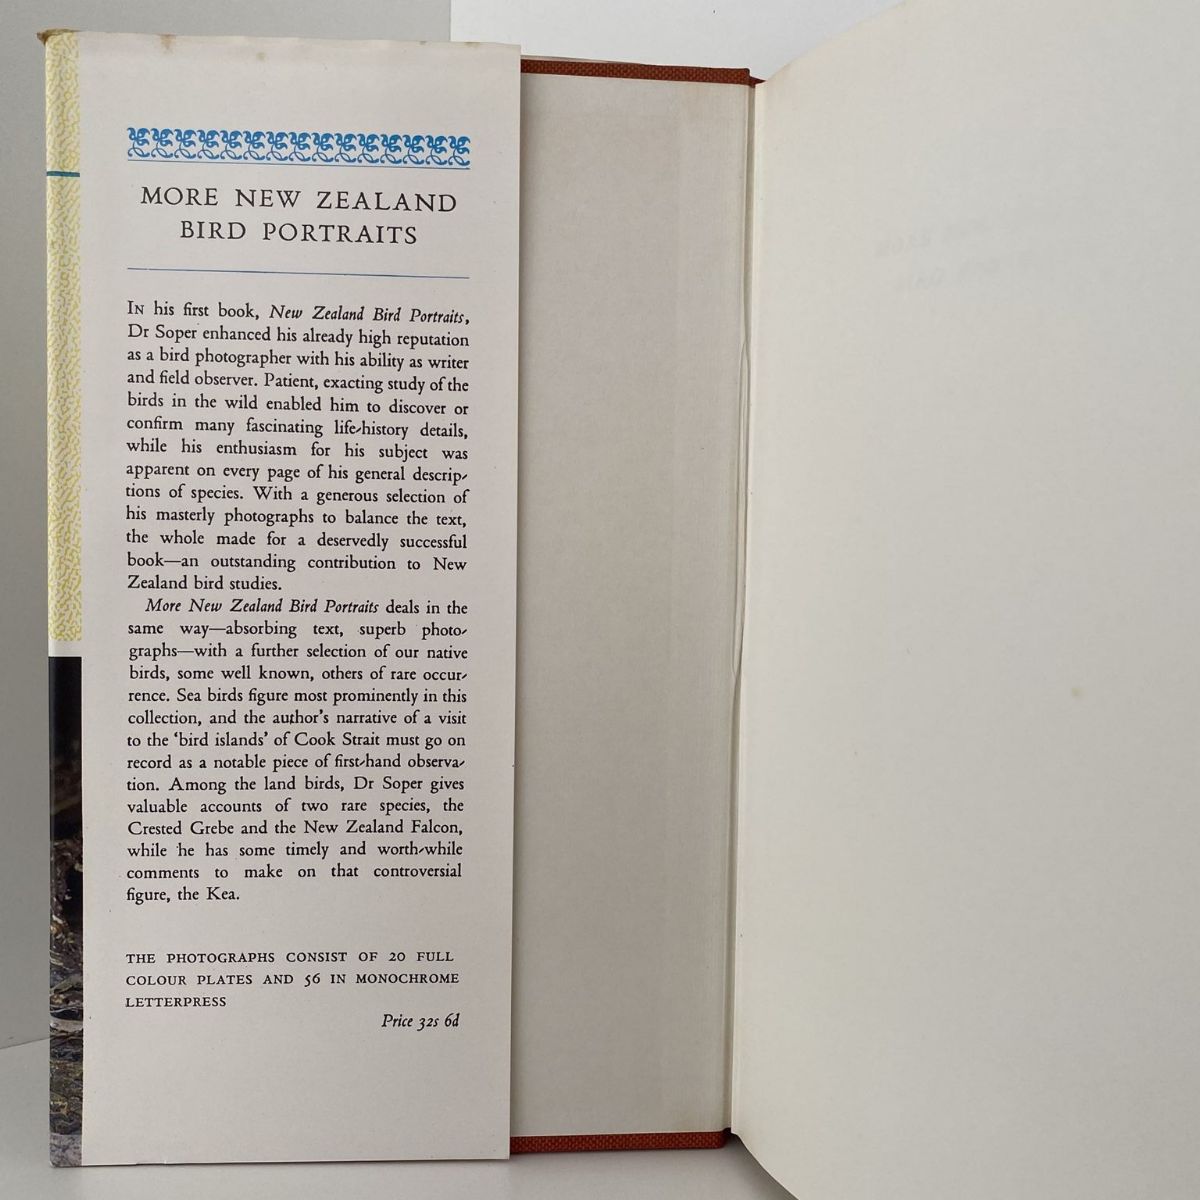 MORE NEW ZEALAND
BIRD PORTRAITS
IN his first book, New Zealand Bird Portraits,
Dr Soper enhanced his already high reputation
as a bird photographer with his ability as writer
and field observer. Patient, exacting study of the
birds in the wild enabled him to discover or
confirm many fascinating life-history details,
while his enthusiasm for his subject was
apparent on every page of his general descrip-
tions of species. With a generous selection of
his masterly photographs to balance the text,
the whole made for a deservedly successful
book—an outstanding contribution to New
Zealand bird studies.
More New Zealand Bird Portraits deals in the
same way—absorbing text, superb photo-
graphs—with a further selection of our native
birds, some well known, others of rare occur-
rence. Sea birds figure most prominently in this
collection, and the author's narrative of a visit
to the ‘bird islands’ of Cook Strait must go on
record as a notable piece of first-hand observa-
tion. Among the land birds, Dr Soper gives
valuable accounts of two rare species, the
Crested Grebe and the New Zealand Falcon,
while he has some timely and worth-while
comments to make on that controversial
figure, the Kea.
THE PHOTOGRAPHS CONSIST OF 20 FULL
COLOUR PLATES AND 56 IN MONOCHROME
LETTERPRESS
Price 32s 6d